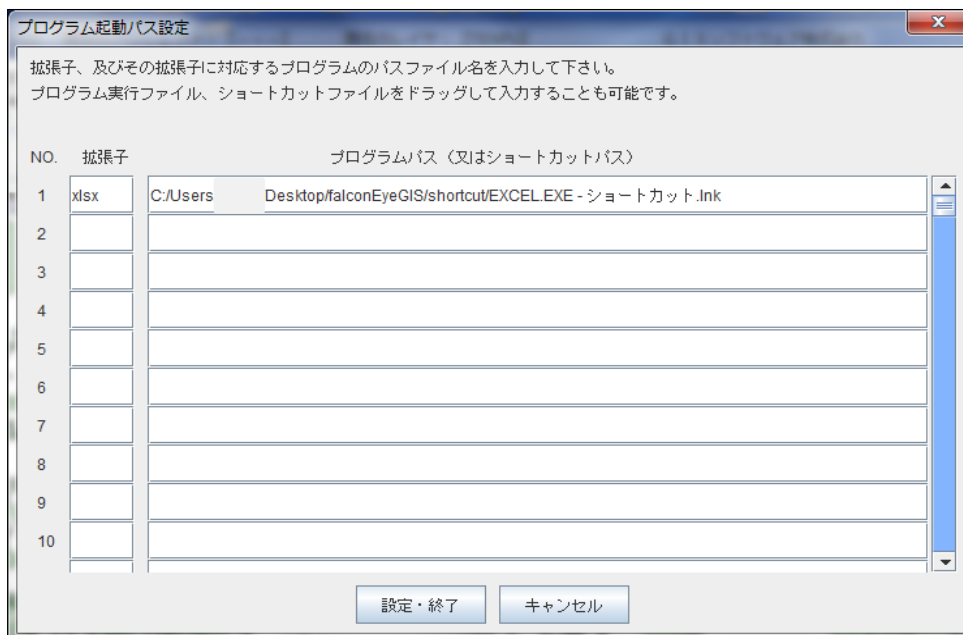 プログラム起動パス設定
拡張子、及びその拡張子に対応するプログラムのパスファイル名を入力して下さい。
プログラム実行ファイル、ショートカットファイルをドラッグして入力することも可能です。
NO. 拡張子 プログラムパス（又はショートカットパス）
1 xlsx C:/Users Desktop/falconEyeGIS/shortcut/EXCEL.EXE - ショートカット.lnk
2
3
4
5
6
7
8
9
10
設定・終了 キャンセル